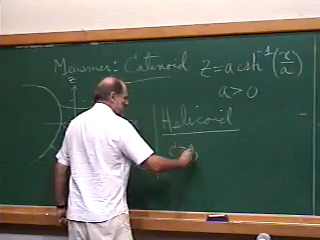 Meusnier: Catenoid z = a csh⁻¹(r/a)
a > 0
z
Helicoid